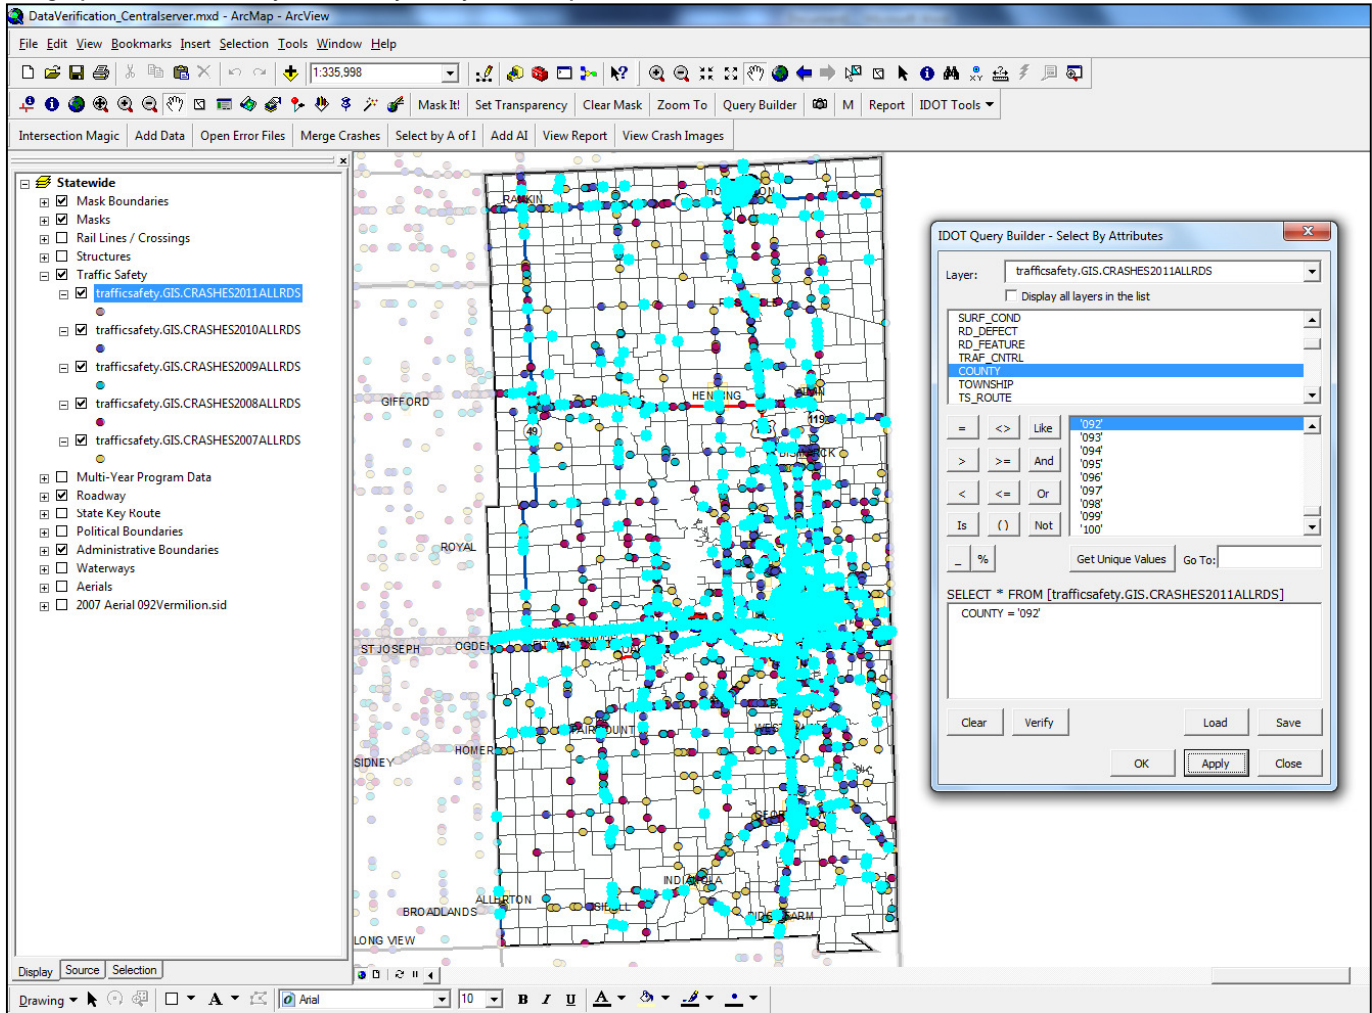 DataVerification_Centralserver.mxd - ArcMap - ArcView
File Edit View Bookmarks Insert Selection Tools Window Help
1:335,998
Mask It! Set Transparency Clear Mask Zoom To Query Builder M Report IDOT Tools
Intersection Magic Add Data Open Error Files Merge Crashes Select by A of I Add AI View Report View Crash Images
Statewide
Mask Boundaries
Masks
Rail Lines / Crossings
Structures
Traffic Safety
trafficsafety.GIS.CRASHES2011ALLRDS
trafficsafety.GIS.CRASHES2010ALLRDS
trafficsafety.GIS.CRASHES2009ALLRDS
trafficsafety.GIS.CRASHES2008ALLRDS
trafficsafety.GIS.CRASHES2007ALLRDS
Multi-Year Program Data
Roadway
State Key Route
Political Boundaries
Administrative Boundaries
Waterways
Aerials
2007 Aerial 092Vermilion.sid
Display Source Selection
RANKIN
GIFFORD
HENNING
49
119
ROYAL
ST JOSEPH
OGDEN
HOMER
SIDNEY
INDIANOLA
ALLERTON
BROADLANDS
LONG VIEW
IDOT Query Builder - Select By Attributes
Layer: trafficsafety.GIS.CRASHES2011ALLRDS
Display all layers in the list
SURF_COND
RD_DEFECT
RD_FEATURE
TRAF_CNTRL
COUNTY
TOWNSHIP
TS_ROUTE
= <> Like
> >= And
< <= Or
Is ( ) Not
_ %
'092'
'093'
'094'
'095'
'096'
'097'
'098'
'099'
'100'
Get Unique Values Go To:
SELECT * FROM [trafficsafety.GIS.CRASHES2011ALLRDS]
COUNTY = '092'
Clear Verify Load Save
OK Apply Close
Drawing A Arial 10 B I U A